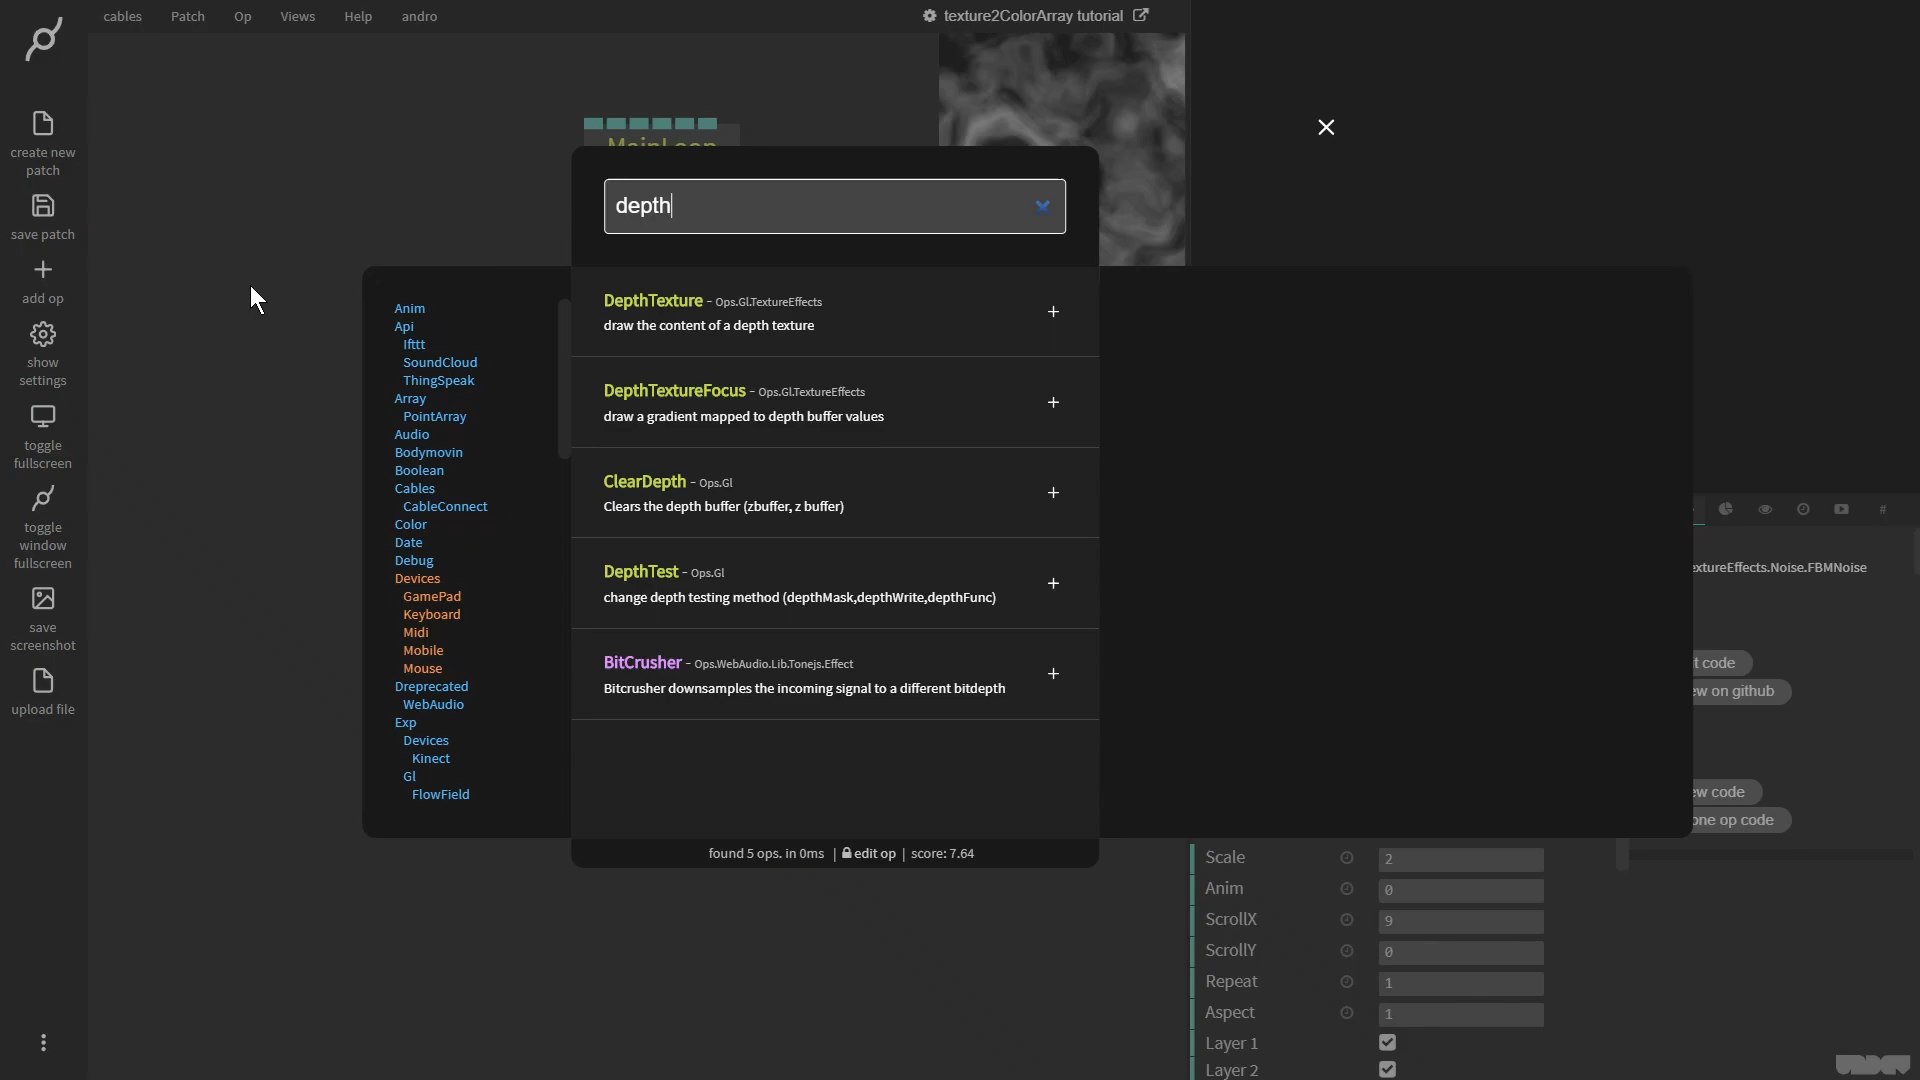 cables Patch Op Views Help andro texture2ColorArray tutorial
create new
patch
save patch
add op
show
settings
toggle
fullscreen
toggle
window
fullscreen
save
screenshot
upload file
MainLoop
depth
Anim
Api
Ifttt
SoundCloud
ThingSpeak
Array
PointArray
Audio
Bodymovin
Boolean
Cables
CableConnect
Color
Date
Debug
Devices
GamePad
Keyboard
Midi
Mobile
Mouse
Dreprecated
WebAudio
Exp
Devices
Kinect
Gl
FlowField
DepthTexture - Ops.Gl.TextureEffects
draw the content of a depth texture
+
DepthTextureFocus - Ops.Gl.TextureEffects
draw a gradient mapped to depth buffer values
+
ClearDepth - Ops.Gl
Clears the depth buffer (zbuffer, z buffer)
+
DepthTest - Ops.Gl
change depth testing method (depthMask,depthWrite,depthFunc)
+
BitCrusher - Ops.WebAudio.Lib.Tonejs.Effect
Bitcrusher downsamples the incoming signal to a different bitdepth
+
found 5 ops. in 0ms | edit op | score: 7.64
#
extureEffects.Noise.FBMNoise
t code
ew on github
ew code
one op code
Scale 2
Anim 0
ScrollX 9
ScrollY 0
Repeat 1
Aspect 1
Layer 1
Layer 2